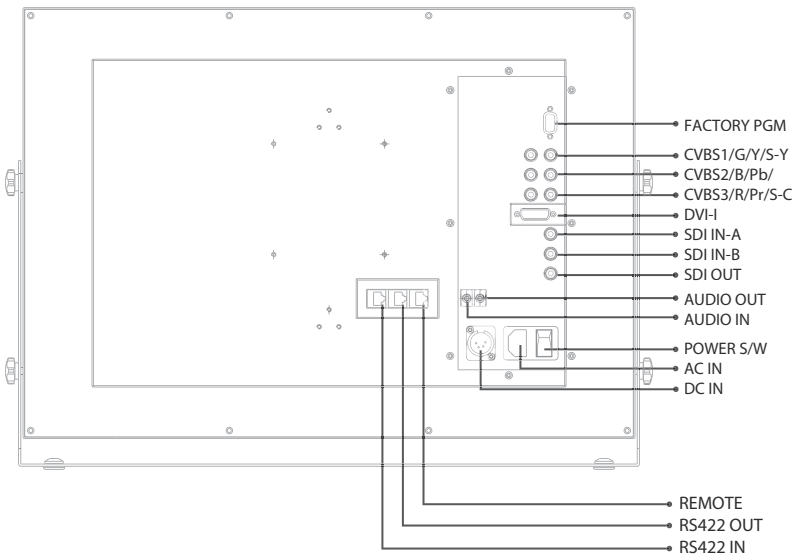 FACTORY PGM
CVBS1/G/Y/S-Y
CVBS2/B/Pb/
CVBS3/R/Pr/S-C
DVI-I
SDI IN-A
SDI IN-B
SDI OUT
AUDIO OUT
AUDIO IN
POWER S/W
AC IN
DC IN
REMOTE
RS422 OUT
RS422 IN